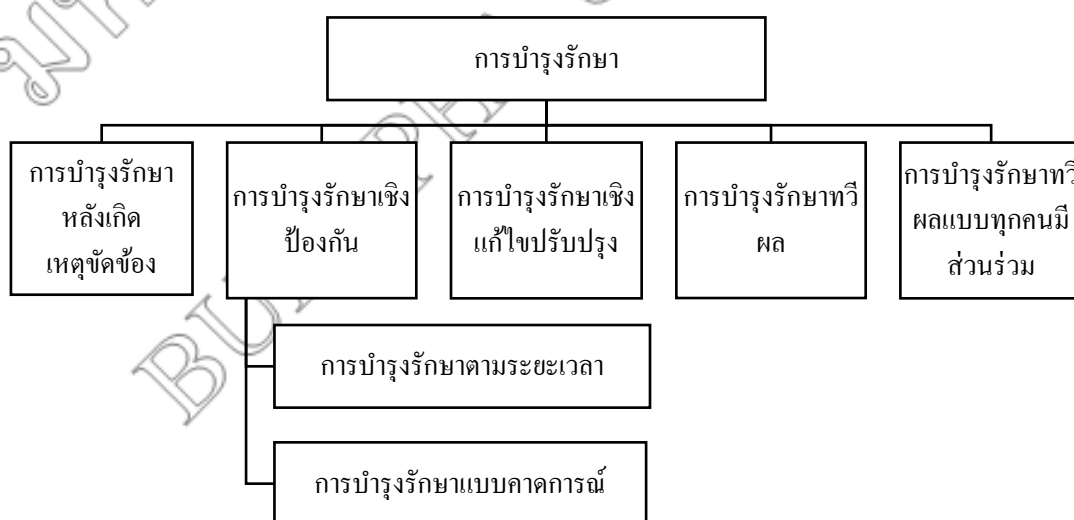 การบำรุงรักษา
การบำรุงรักษา
หลังเกิด
เหตุขัดข้อง
การบำรุงรักษาเชิง
ป้องกัน
การบำรุงรักษาเชิง
แก้ไขปรับปรุง
การบำรุงรักษาทวี
ผล
การบำรุงรักษาทวี
ผลแบบทุกคนมี
ส่วนร่วม
การบำรุงรักษาตามระยะเวลา
การบำรุงรักษาแบบคาดการณ์